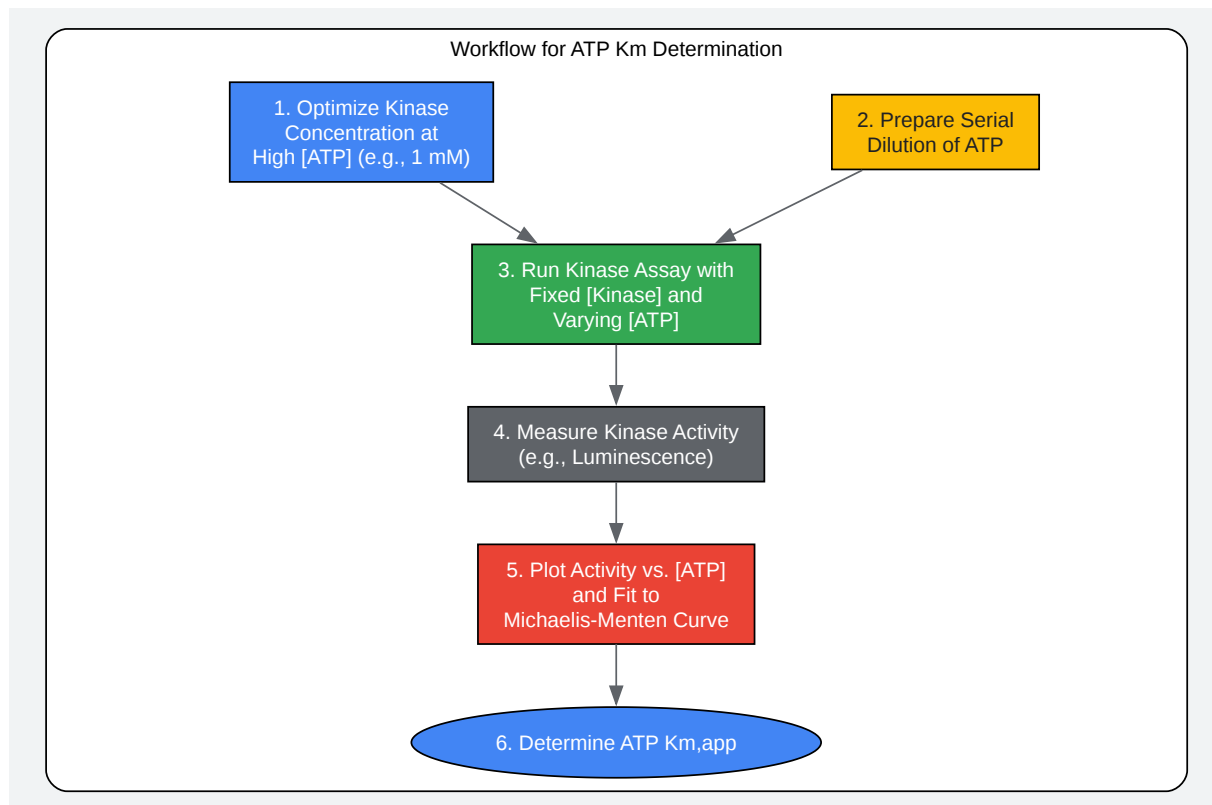 Workflow for ATP Km Determination
1. Optimize Kinase
Concentration at
High [ATP] (e.g., 1 mM)
2. Prepare Serial
Dilution of ATP
3. Run Kinase Assay with
Fixed [Kinase] and
Varying [ATP]
4. Measure Kinase Activity
(e.g., Luminescence)
5. Plot Activity vs. [ATP]
and Fit to
Michaelis-Menten Curve
6. Determine ATP Km,app